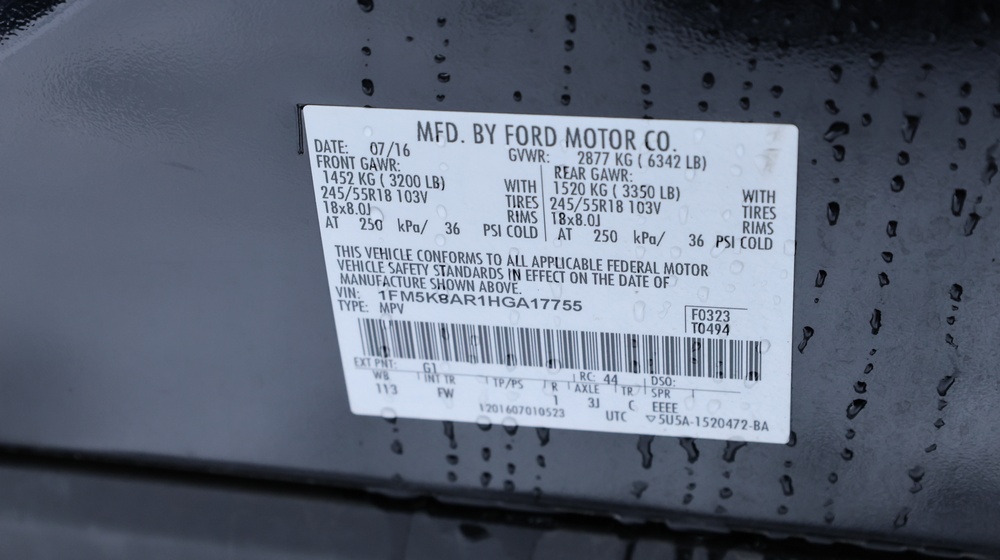 MFD. BY FORD MOTOR CO.
DATE: 07/16 GVWR: 2877 KG ( 6342 LB)
FRONT GAWR: REAR GAWR:
1452 KG ( 3200 LB) WITH 1520 KG ( 3350 LB) WITH
245/55R18 103V TIRES 245/55R18 103V TIRES
18x8.0J RIMS 18x8.0J RIMS
AT 250 kPa/ 36 PSI COLD AT 250 kPa/ 36 PSI COLD
THIS VEHICLE CONFORMS TO ALL APPLICABLE FEDERAL MOTOR
VEHICLE SAFETY STANDARDS IN EFFECT ON THE DATE OF
MANUFACTURE SHOWN ABOVE.
VIN: 1FM5K8AR1HGA17755
TYPE: MPV
F0323
T0494
EXT PNT: G1 RC: 44 DSO:
WB INT TR TP/PS R AXLE TR SPR
113 FW 1 3J C EEEE
1201607010523 UTC ▽5U5A-1520472-BA